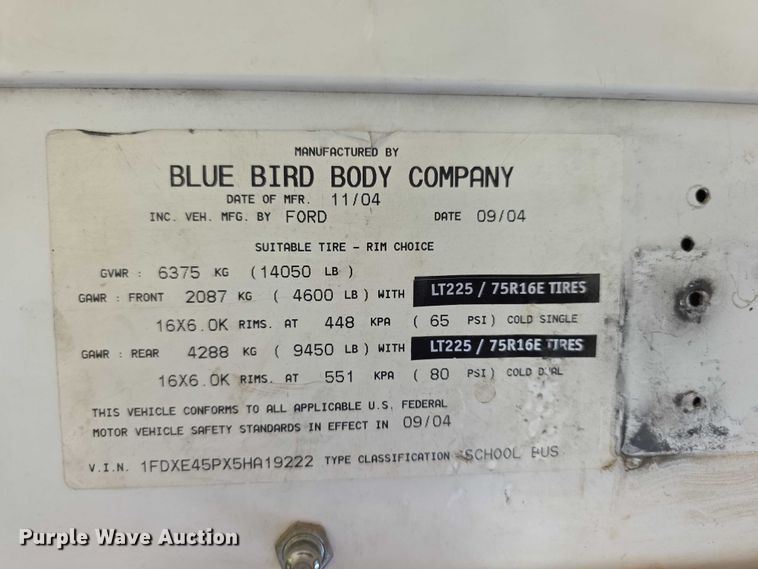 MANUFACTURED BY
BLUE BIRD BODY COMPANY
DATE OF MFR. 11/04
INC. VEH. MFG. BY FORD DATE 09/04
SUITABLE TIRE - RIM CHOICE
GVWR : 6375 KG (14050 LB)
GAWR : FRONT 2087 KG ( 4600 LB) WITH LT225 / 75R16E TIRES
16X6.0K RIMS. AT 448 KPA ( 65 PSI) COLD SINGLE
GAWR : REAR 4288 KG ( 9450 LB) WITH LT225 / 75R16E TIRES
16X6.0K RIMS. AT 551 KPA ( 80 PSI) COLD DUAL
THIS VEHICLE CONFORMS TO ALL APPLICABLE U.S. FEDERAL
MOTOR VEHICLE SAFETY STANDARDS IN EFFECT IN 09/04
V.I.N. 1FDXE45PX5HA19222 TYPE CLASSIFICATION SCHOOL BUS
Purple Wave Auction